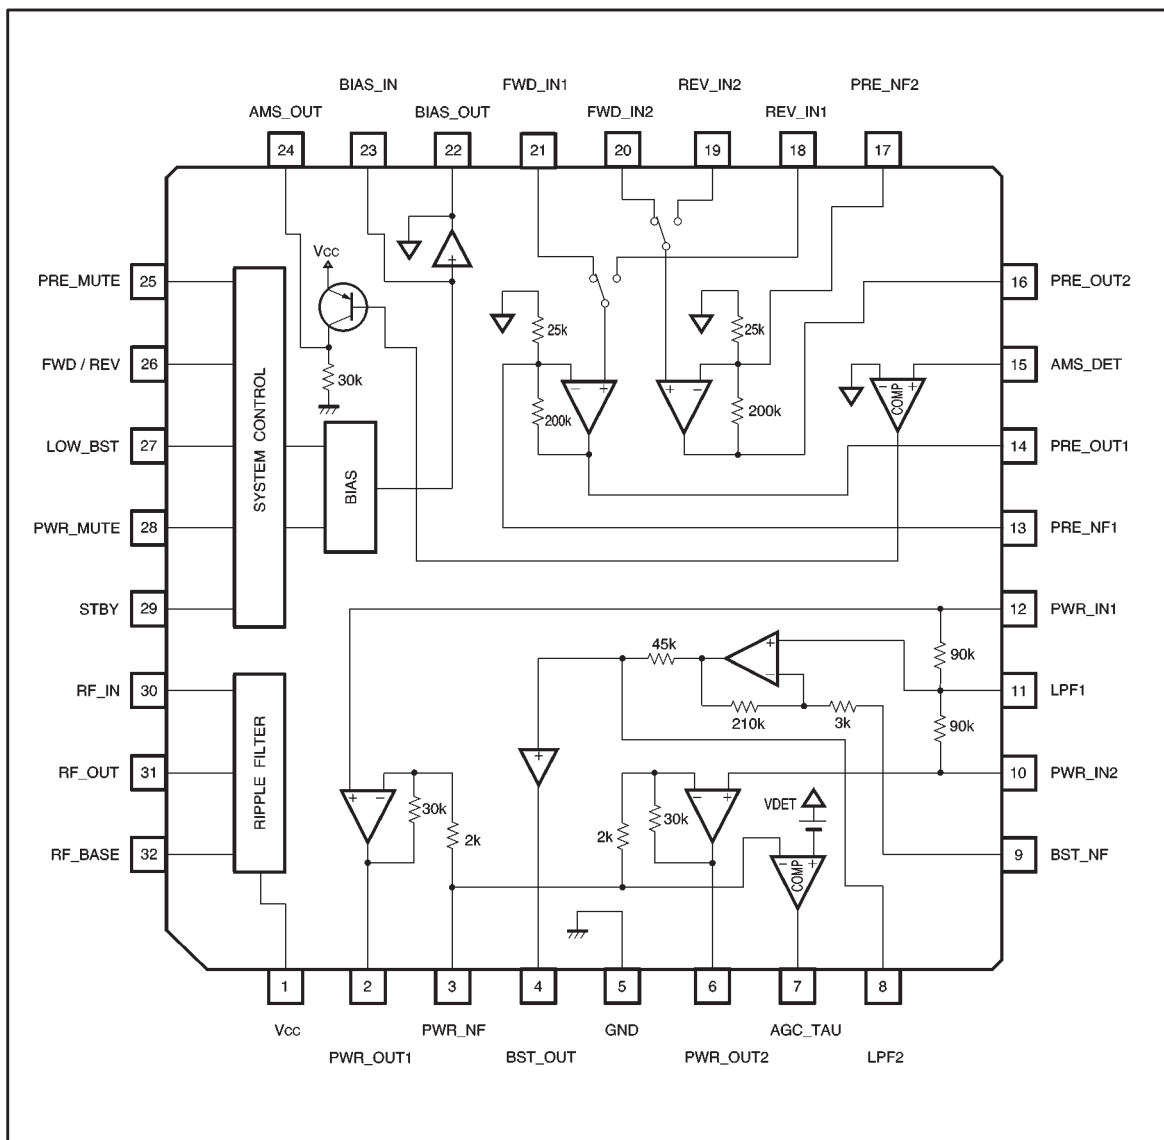 BIAS_IN FWD_IN1 REV_IN2 PRE_NF2
AMS_OUT BIAS_OUT FWD_IN2 REV_IN1
24 23 22 21 20 19 18 17
Vcc
PRE_MUTE 25
16 PRE_OUT2
+
25k 25k
FWD / REV 26
30k
15 AMS_DET
− + + − − +
COMP
200k 200k
LOW_BST 27
14 PRE_OUT1
SYSTEM CONTROL
BIAS
PWR_MUTE 28
13 PRE_NF1
STBY 29
12 PWR_IN1
45k + 90k
−
RF_IN 30
11 LPF1
210k 3k 90k
RIPPLE FILTER
+
RF_OUT 31
10 PWR_IN2
+ − 30k 2k
2k 30k − +
VDET
RF_BASE 32
− +
COMP
9 BST_NF
1 2 3 4 5 6 7 8
Vcc PWR_NF GND AGC_TAU
PWR_OUT1 BST_OUT PWR_OUT2 LPF2